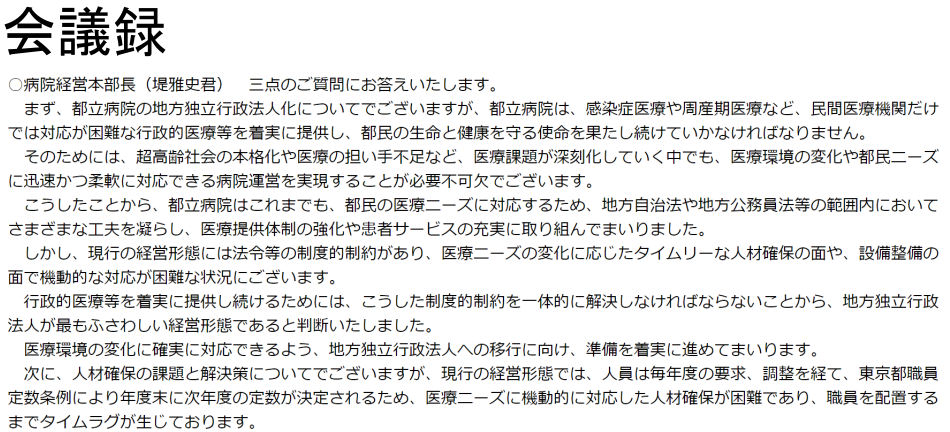 会議録
○病院経営本部長（堤雅史君）　三点のご質問にお答えいたします。
　まず、都立病院の地方独立行政法人化についてでございますが、都立病院は、感染症医療や周産期医療など、民間医療機関だけ
では対応が困難な行政的医療等を着実に提供し、都民の生命と健康を守る使命を果たし続けていかなければなりません。
　そのためには、超高齢社会の本格化や医療の担い手不足など、医療課題が深刻化していく中でも、医療環境の変化や都民ニーズ
に迅速かつ柔軟に対応できる病院運営を実現することが必要不可欠でございます。
　こうしたことから、都立病院はこれまでも、都民の医療ニーズに対応するため、地方自治法や地方公務員法等の範囲内において
さまざまな工夫を凝らし、医療提供体制の強化や患者サービスの充実に取り組んでまいりました。
　しかし、現行の経営形態には法令等の制度的制約があり、医療ニーズの変化に応じたタイムリーな人材確保の面や、設備整備の
面で機動的な対応が困難な状況にございます。
　行政的医療等を着実に提供し続けるためには、こうした制度的制約を一体的に解決しなければならないことから、地方独立行政
法人が最もふさわしい経営形態であると判断いたしました。
　医療環境の変化に確実に対応できるよう、地方独立行政法人への移行に向け、準備を着実に進めてまいります。
　次に、人材確保の課題と解決策についてでございますが、現行の経営形態では、人員は毎年度の要求、調整を経て、東京都職員
定数条例により年度末に次年度の定数が決定されるため、医療ニーズに機動的に対応した人材確保が困難であり、職員を配置する
までタイムラグが生じております。